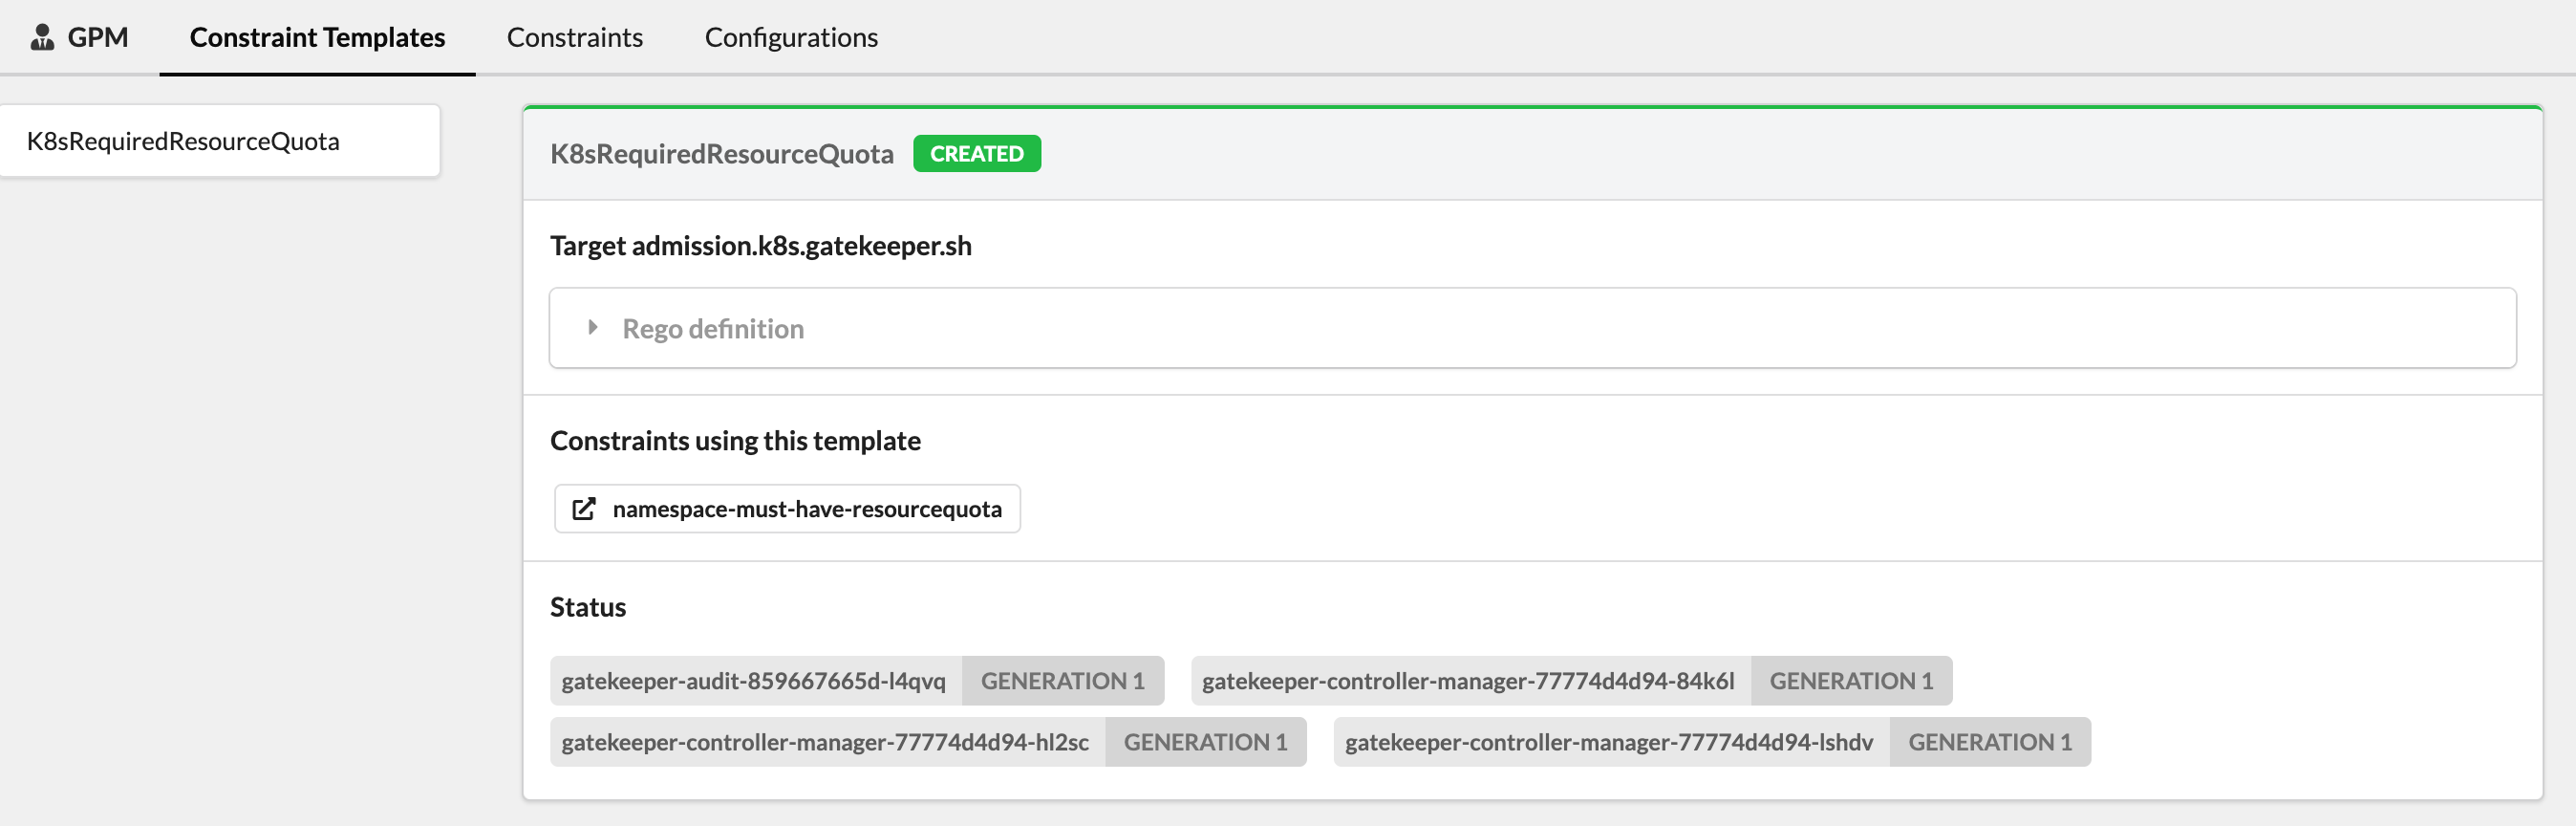 GPM Constraint Templates Constraints Configurations
K8sRequiredResourceQuota
K8sRequiredResourceQuota CREATED
Target admission.k8s.gatekeeper.sh
Rego definition
Constraints using this template
namespace-must-have-resourcequota
Status
gatekeeper-audit-859667665d-l4qvq GENERATION 1 gatekeeper-controller-manager-77774d4d94-84k6l GENERATION 1
gatekeeper-controller-manager-77774d4d94-hl2sc GENERATION 1 gatekeeper-controller-manager-77774d4d94-lshdv GENERATION 1